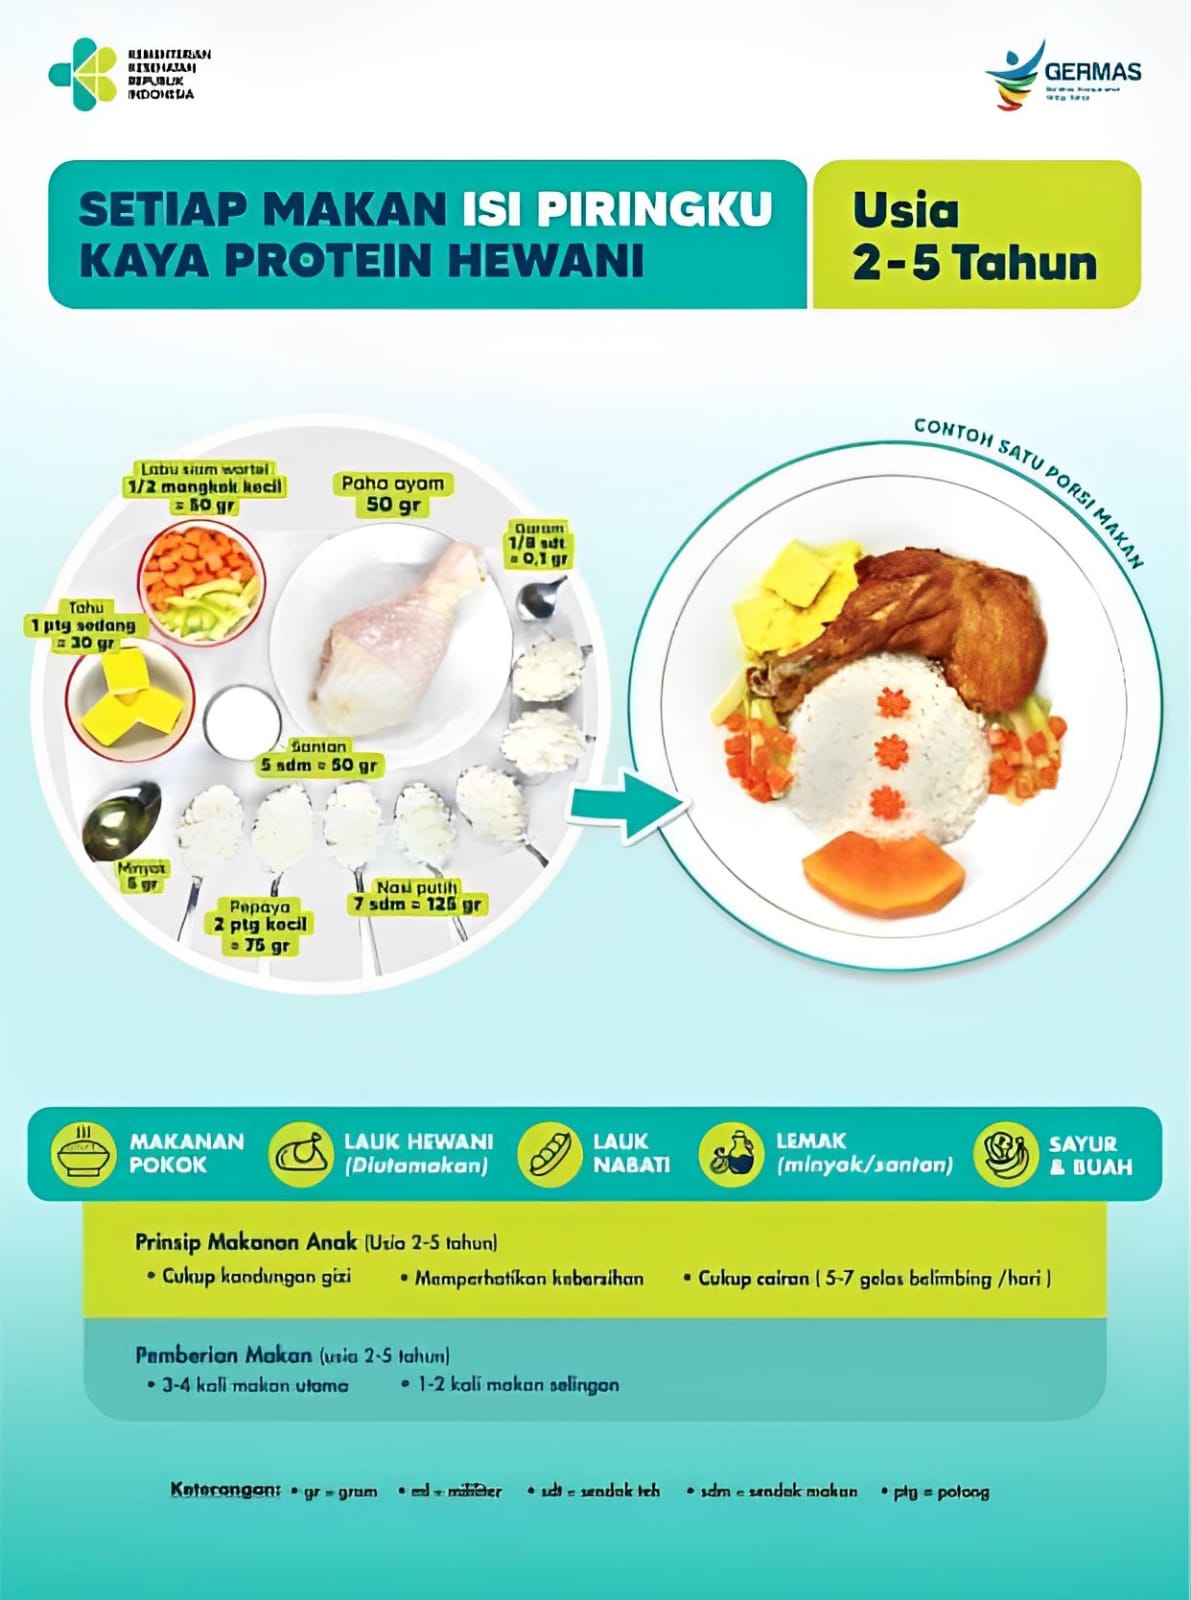 KEMENTERIAN
KESEHATAN
REPUBLIK
INDONESIA
GERMAS
SETIAP MAKAN ISI PIRINGKU
KAYA PROTEIN HEWANI
Usia
2-5 Tahun
CONTOH SATU PORSI MAKAN
Labu siam wortel
1/2 mangkok kecil
= 50 gr
Paha ayam
50 gr
Garam
sdt
= 0,1 gr
Tahu
1 ptg sedang
= gr
Santan
5 sdm = 50 gr
Minyak
gr
Pepaya
2 ptg kecil
= 75 gr
Nasi putih
7 sdm = 125 gr
MAKANAN
POKOK
LAUK HEWANI
(Diutamakan)
LAUK
NABATI
LEMAK
(minyak/santan)
SAYUR
& BUAH
Prinsip Makanan Anak (Usia 2-5 tahun)
• Cukup kandungan gizi • Memperhatikan kebersihan • Cukup cairan ( 5-7 gelas belimbing /hari )
Pemberian Makan (usia 2-5 tahun)
• 3-4 kali makan utama • 1-2 kali makan selingan
Keterangan: • gr = gram • ml = mililiter • sdt = sendok teh • sdm = sendok makan • ptg = potong